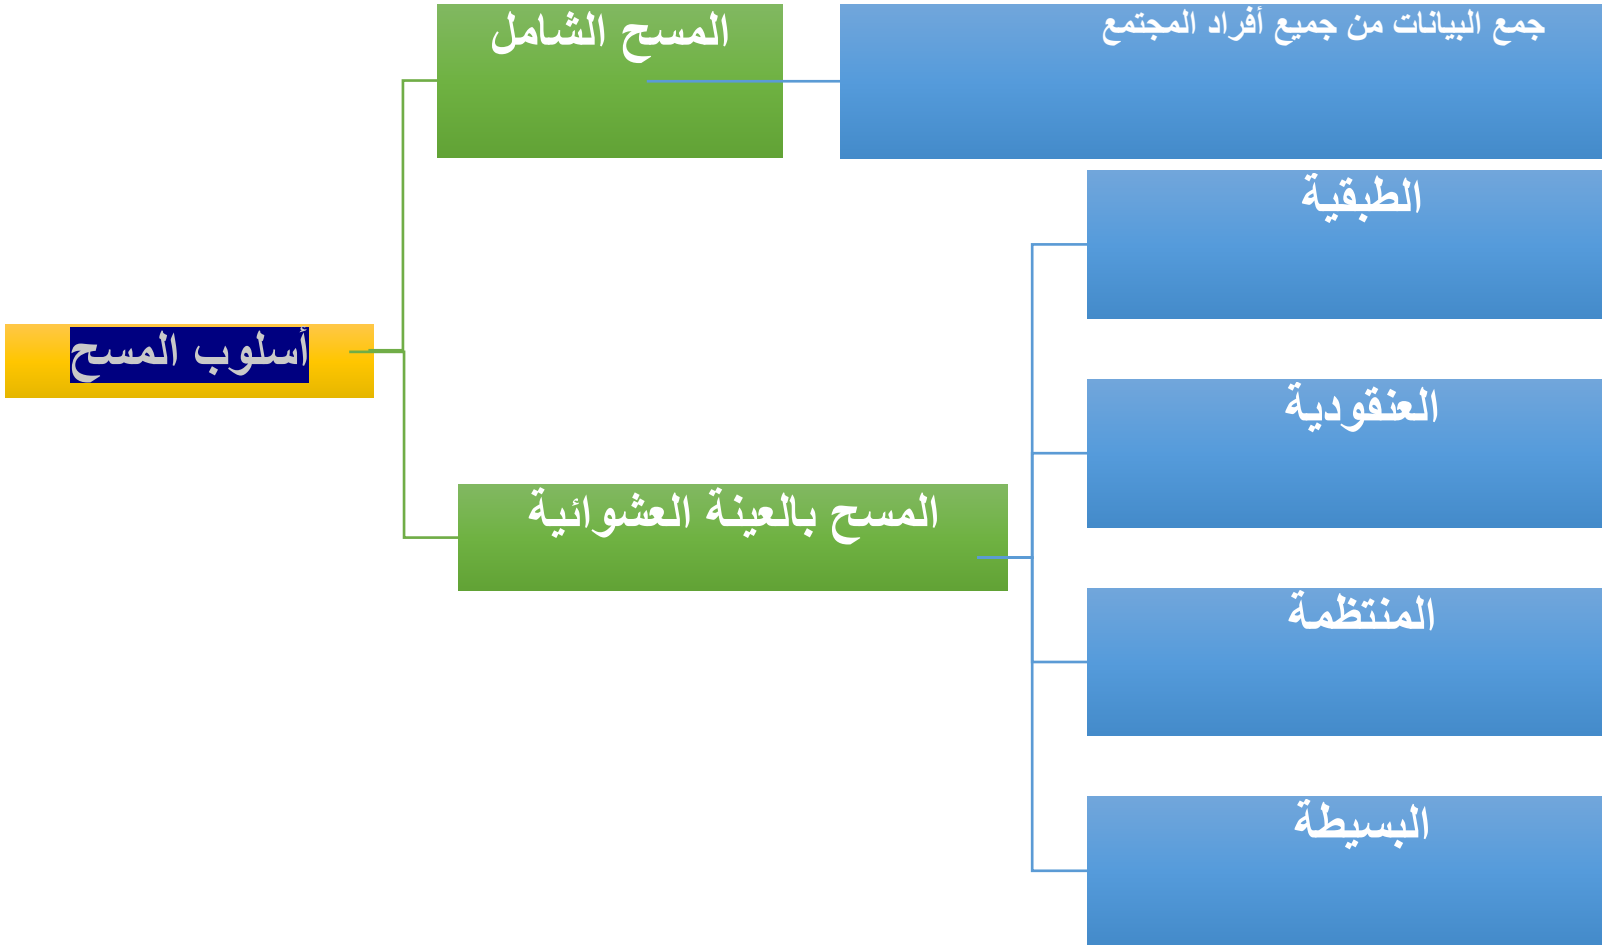 المسح الشامل
جمع البيانات من جميع أفراد المجتمع
الطبقية
أسلوب المسح
العنقودية
المسح بالعينة العشوائية
المنتظمة
البسيطة